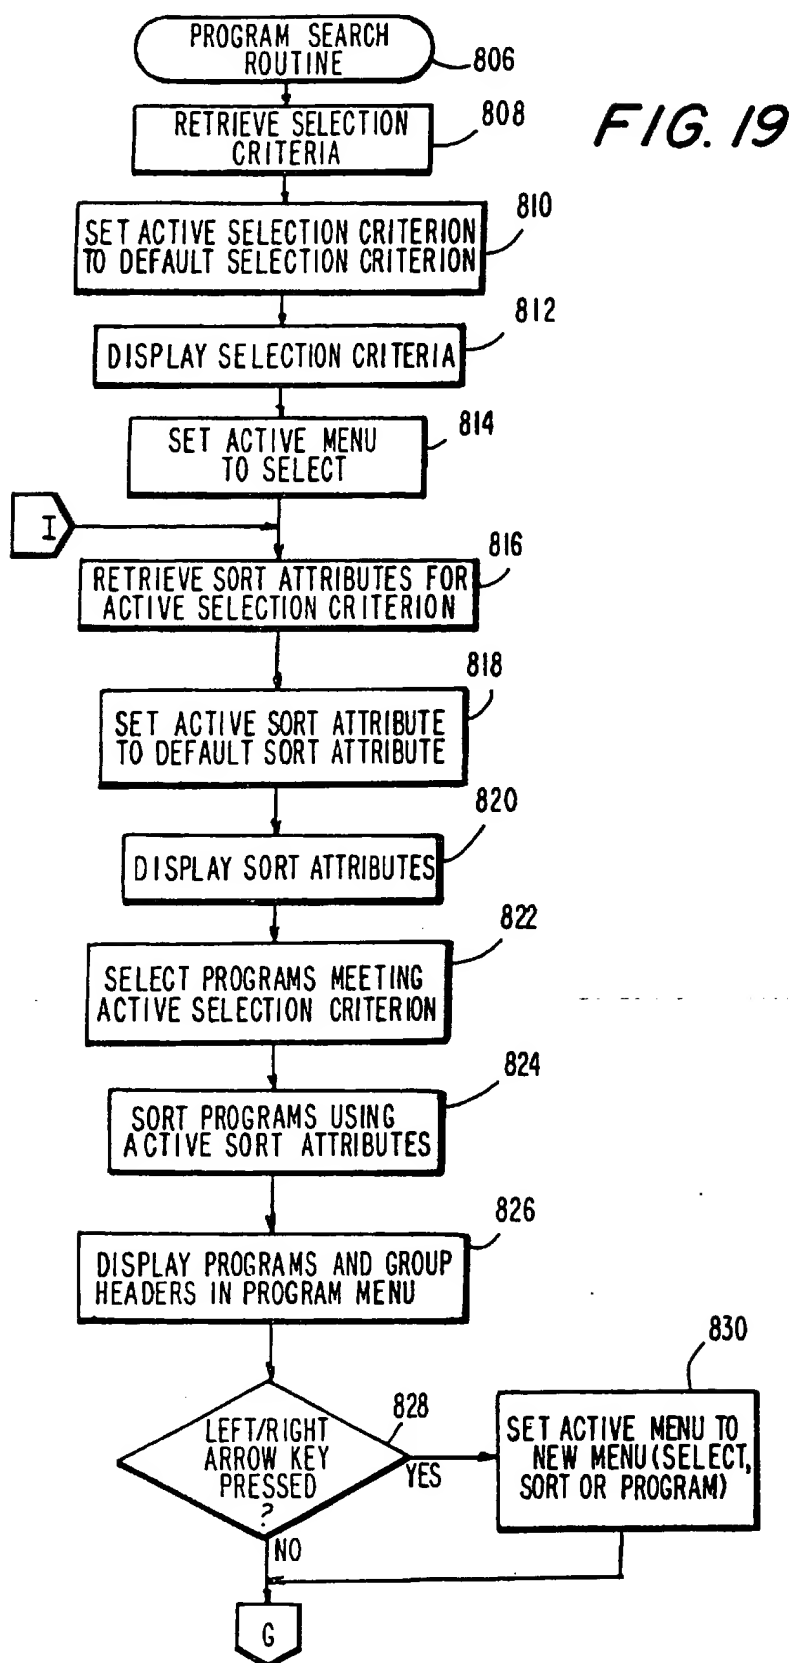 PROGRAM SEARCH
ROUTINE
806
FIG. 19
RETRIEVE SELECTION
CRITERIA
808
SET ACTIVE SELECTION CRITERION
TO DEFAULT SELECTION CRITERION
810
DISPLAY SELECTION CRITERIA
812
SET ACTIVE MENU
TO SELECT
814
I
RETRIEVE SORT ATTRIBUTES FOR
ACTIVE SELECTION CRITERION
816
SET ACTIVE SORT ATTRIBUTE
TO DEFAULT SORT ATTRIBUTE
818
DISPLAY SORT ATTRIBUTES
820
SELECT PROGRAMS MEETING
ACTIVE SELECTION CRITERION
822
SORT PROGRAMS USING
ACTIVE SORT ATTRIBUTES
824
DISPLAY PROGRAMS AND GROUP
HEADERS IN PROGRAM MENU
826
LEFT/RIGHT
ARROW KEY
PRESSED
?
828
YES
NO
SET ACTIVE MENU TO
NEW MENU (SELECT,
SORT OR PROGRAM)
830
G